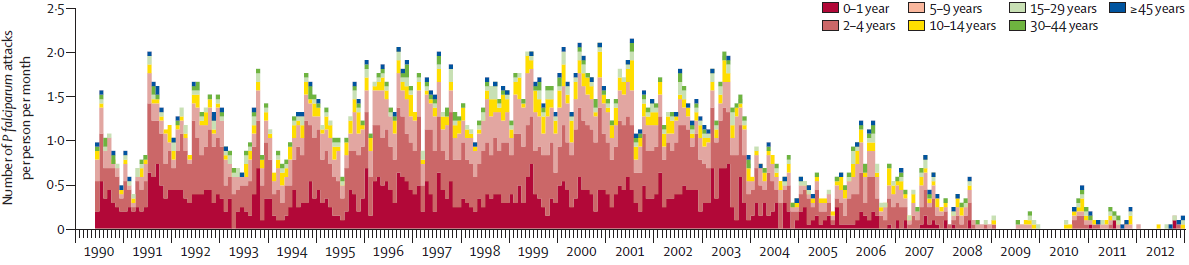 Number of P falciparum attacks
per person per month
2·5
2·0
1·5
1·0
0·5
0
0–1 year
5–9 years
15–29 years
≥45 years
2–4 years
10–14 years
30–44 years
1990 1991 1992 1993 1994 1995 1996 1997 1998 1999 2000 2001 2002 2003 2004 2005 2006 2007 2008 2009 2010 2011 2012